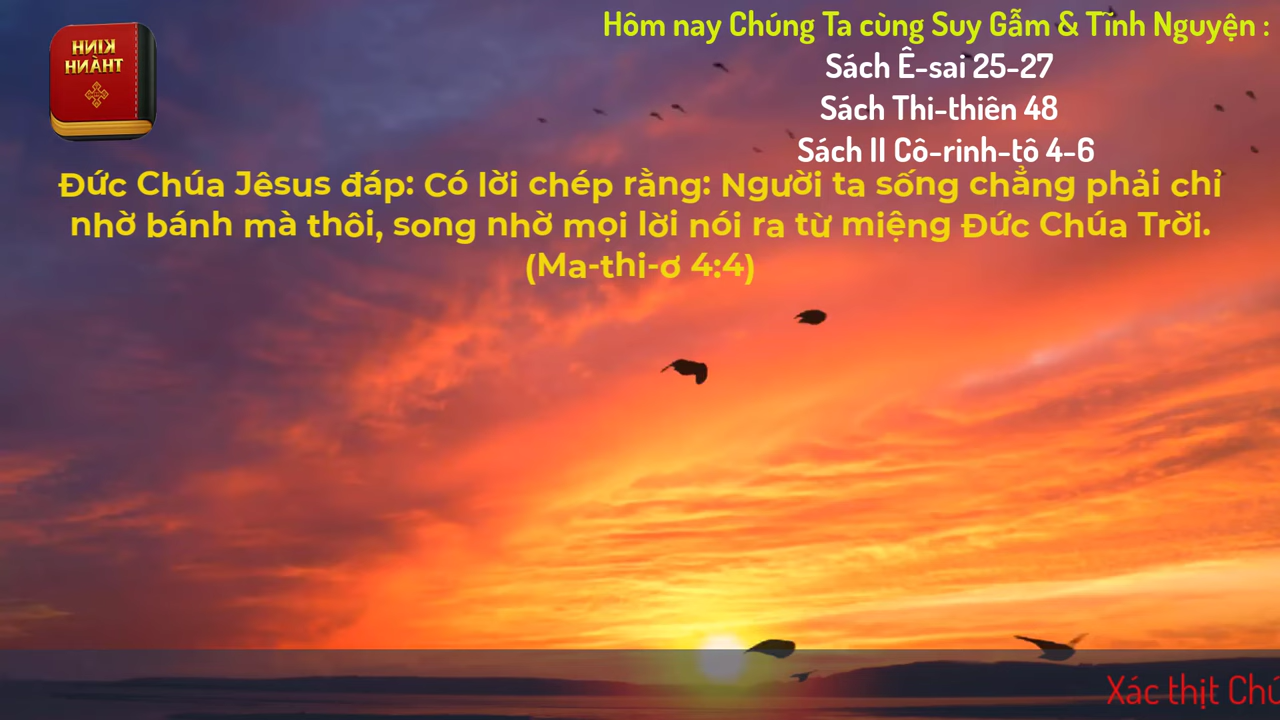 KINH
THÁNH
Hôm nay Chúng Ta cùng Suy Gẫm & Tĩnh Nguyện :
Sách Ê-sai 25-27
Sách Thi-thiên 48
Sách II Cô-rinh-tô 4-6
Đức Chúa Jêsus đáp: Có lời chép rằng: Người ta sống chẳng phải chỉ
nhờ bánh mà thôi, song nhờ mọi lời nói ra từ miệng Đức Chúa Trời.
(Ma-thi-ơ 4:4)
Xác thịt Chú